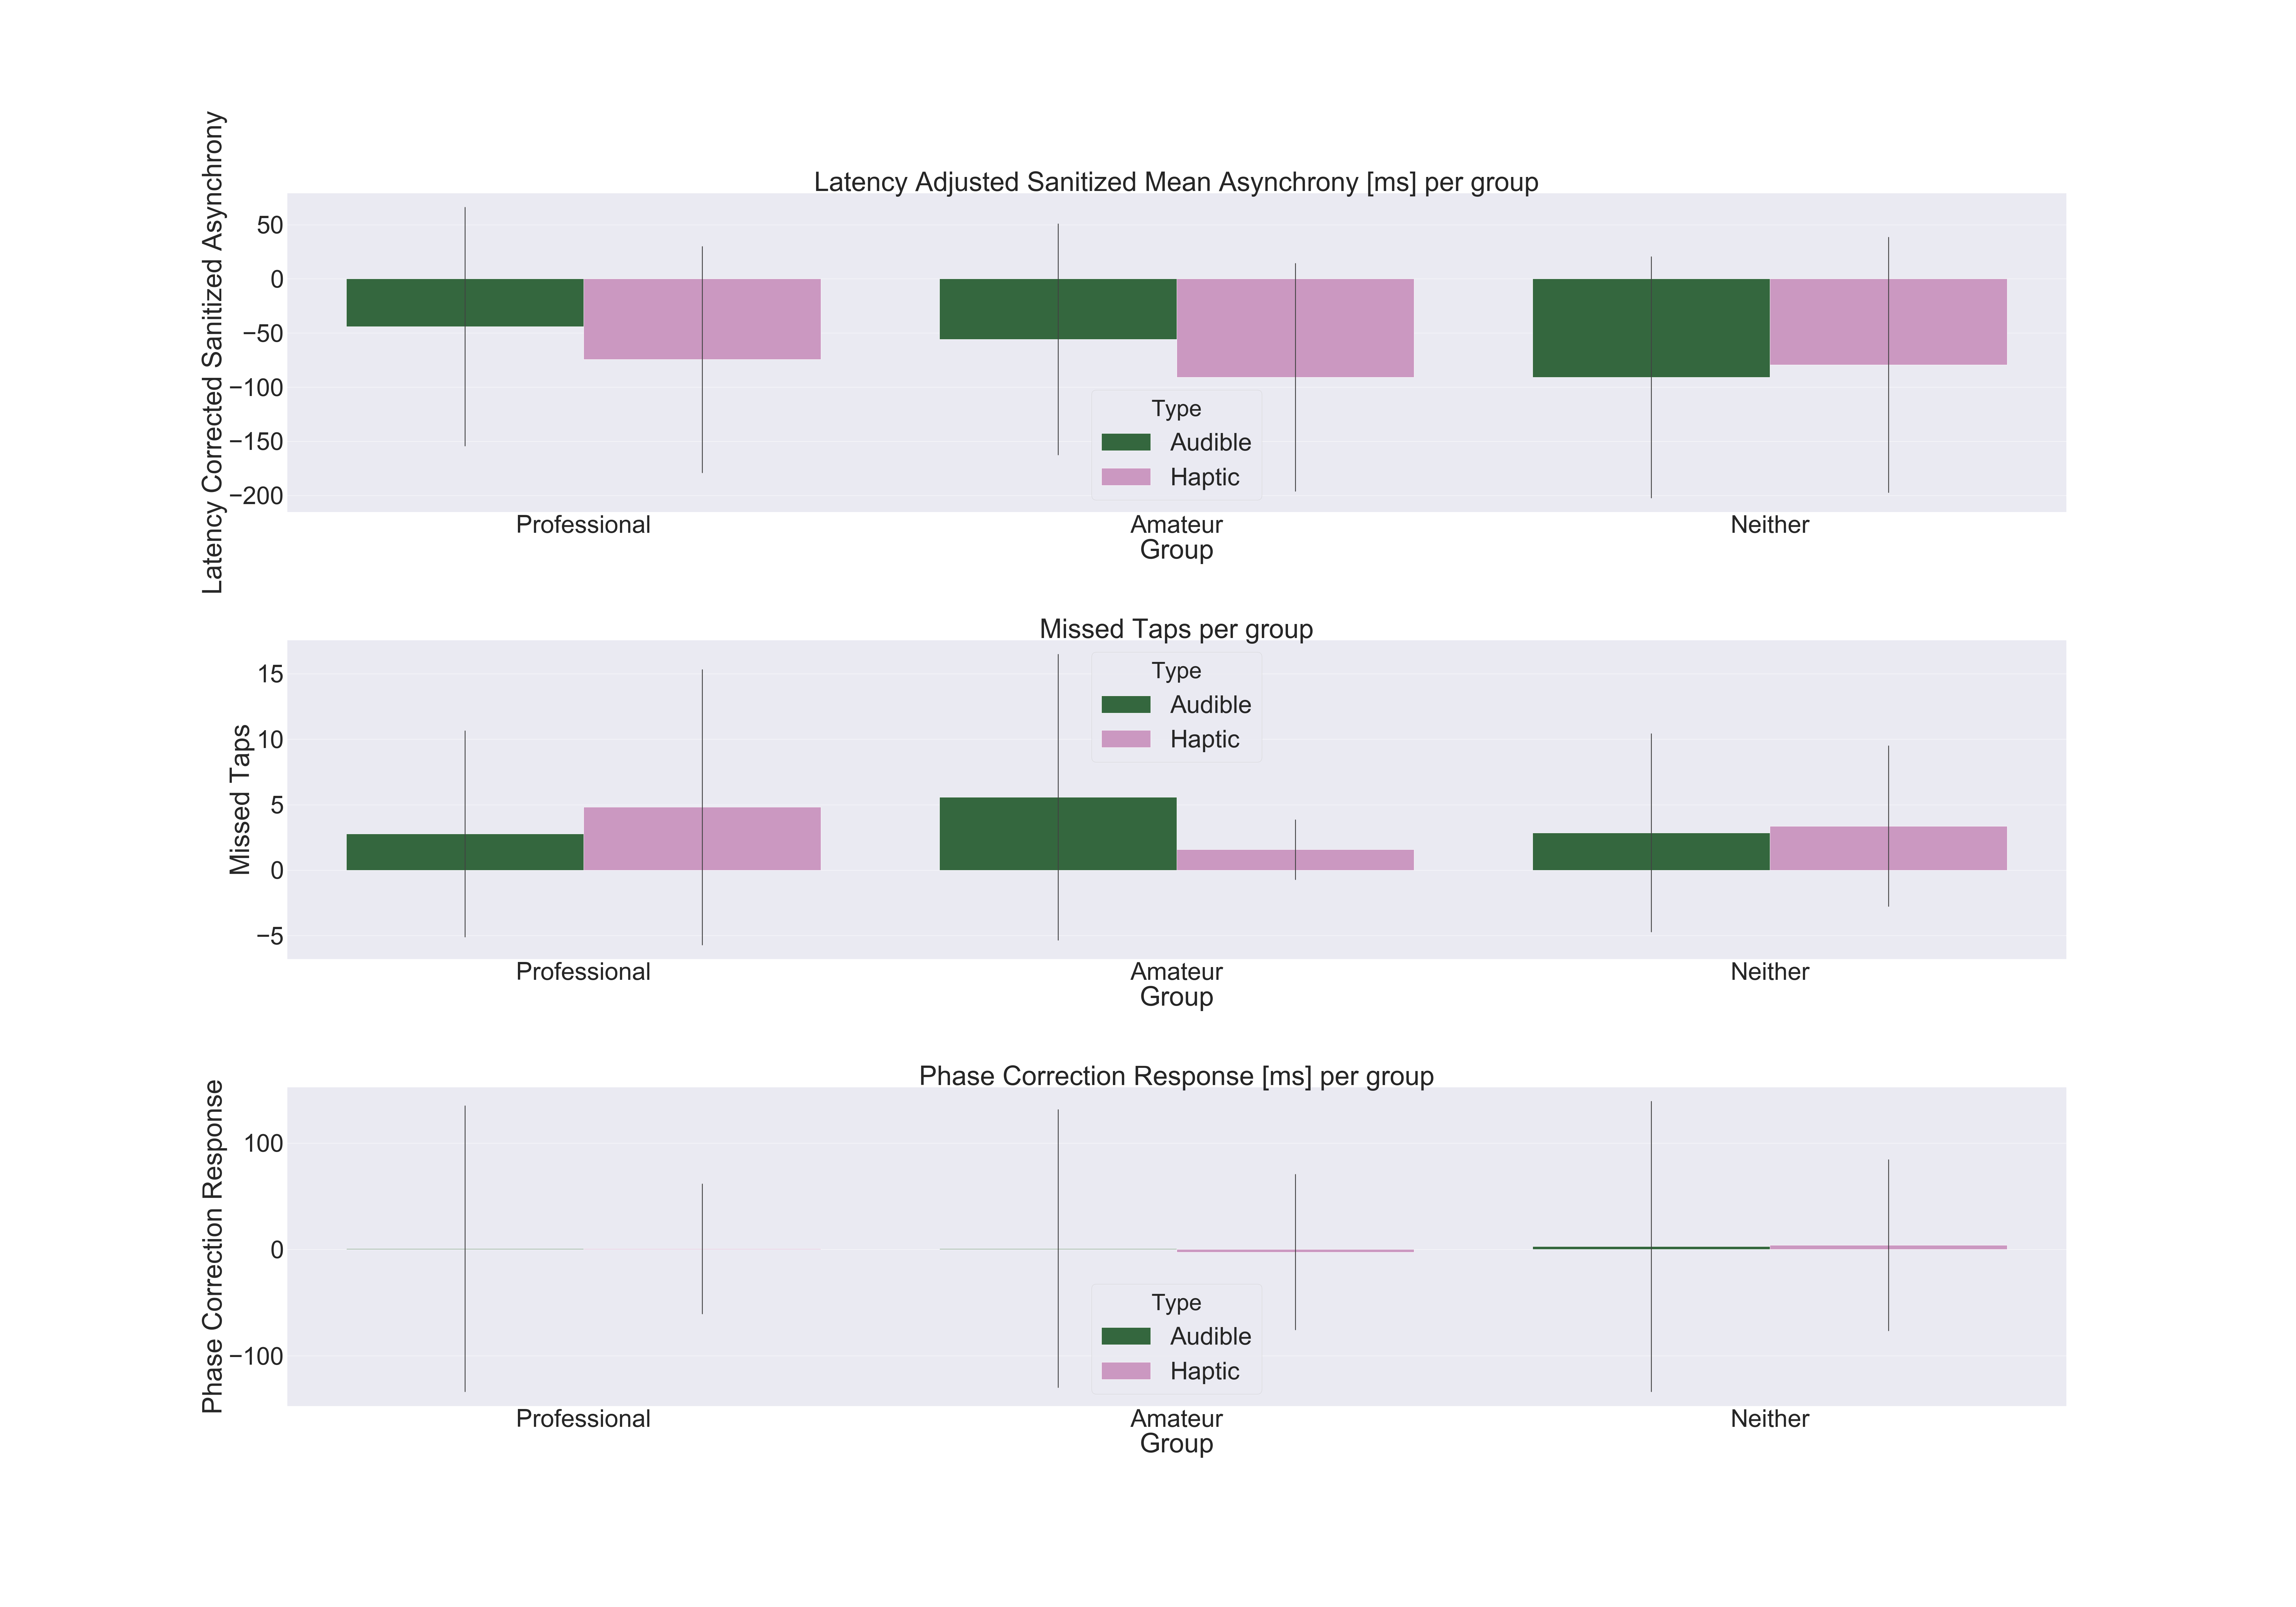 Latency Adjusted Sanitized Mean Asynchrony [ms] per group
Latency Corrected Sanitized Asynchrony
50
0
−50
−100
−150
−200
Type
Audible
Haptic
Professional
Amateur
Neither
Group
Missed Taps per group
Missed Taps
15
10
5
0
−5
Type
Audible
Haptic
Professional
Amateur
Neither
Group
Phase Correction Response [ms] per group
Phase Correction Response
100
0
−100
Type
Audible
Haptic
Professional
Amateur
Neither
Group